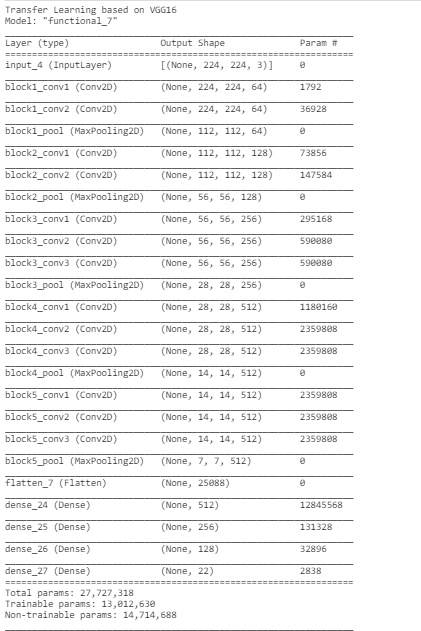 Transfer Learning based on VGG16
Model: "functional_7"
Layer (type) Output Shape Param #
input_4 (InputLayer) [(None, 224, 224, 3)] 0
block1_conv1 (Conv2D) (None, 224, 224, 64) 1792
block1_conv2 (Conv2D) (None, 224, 224, 64) 36928
block1_pool (MaxPooling2D) (None, 112, 112, 64) 0
block2_conv1 (Conv2D) (None, 112, 112, 128) 73856
block2_conv2 (Conv2D) (None, 112, 112, 128) 147584
block2_pool (MaxPooling2D) (None, 56, 56, 128) 0
block3_conv1 (Conv2D) (None, 56, 56, 256) 295168
block3_conv2 (Conv2D) (None, 56, 56, 256) 590080
block3_conv3 (Conv2D) (None, 56, 56, 256) 590080
block3_pool (MaxPooling2D) (None, 28, 28, 256) 0
block4_conv1 (Conv2D) (None, 28, 28, 512) 1180160
block4_conv2 (Conv2D) (None, 28, 28, 512) 2359808
block4_conv3 (Conv2D) (None, 28, 28, 512) 2359808
block4_pool (MaxPooling2D) (None, 14, 14, 512) 0
block5_conv1 (Conv2D) (None, 14, 14, 512) 2359808
block5_conv2 (Conv2D) (None, 14, 14, 512) 2359808
block5_conv3 (Conv2D) (None, 14, 14, 512) 2359808
block5_pool (MaxPooling2D) (None, 7, 7, 512) 0
flatten_7 (Flatten) (None, 25088) 0
dense_24 (Dense) (None, 512) 12845568
dense_25 (Dense) (None, 256) 131328
dense_26 (Dense) (None, 128) 32896
dense_27 (Dense) (None, 22) 2838
Total params: 27,727,318
Trainable params: 13,012,630
Non-trainable params: 14,714,688